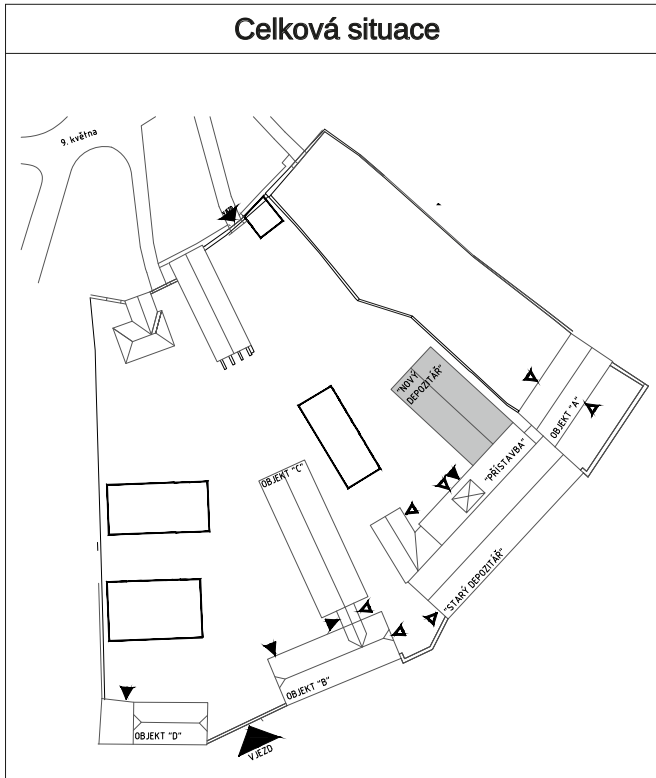 Celková situace
9. května
"NOVÝ
DEPOZITÁŘ"
OBJEKT "A"
"PŘÍSTAVBA"
OBJEKT "C"
"STARÝ DEPOZITÁŘ"
OBJEKT "B"
OBJEKT "D"
VJEZD